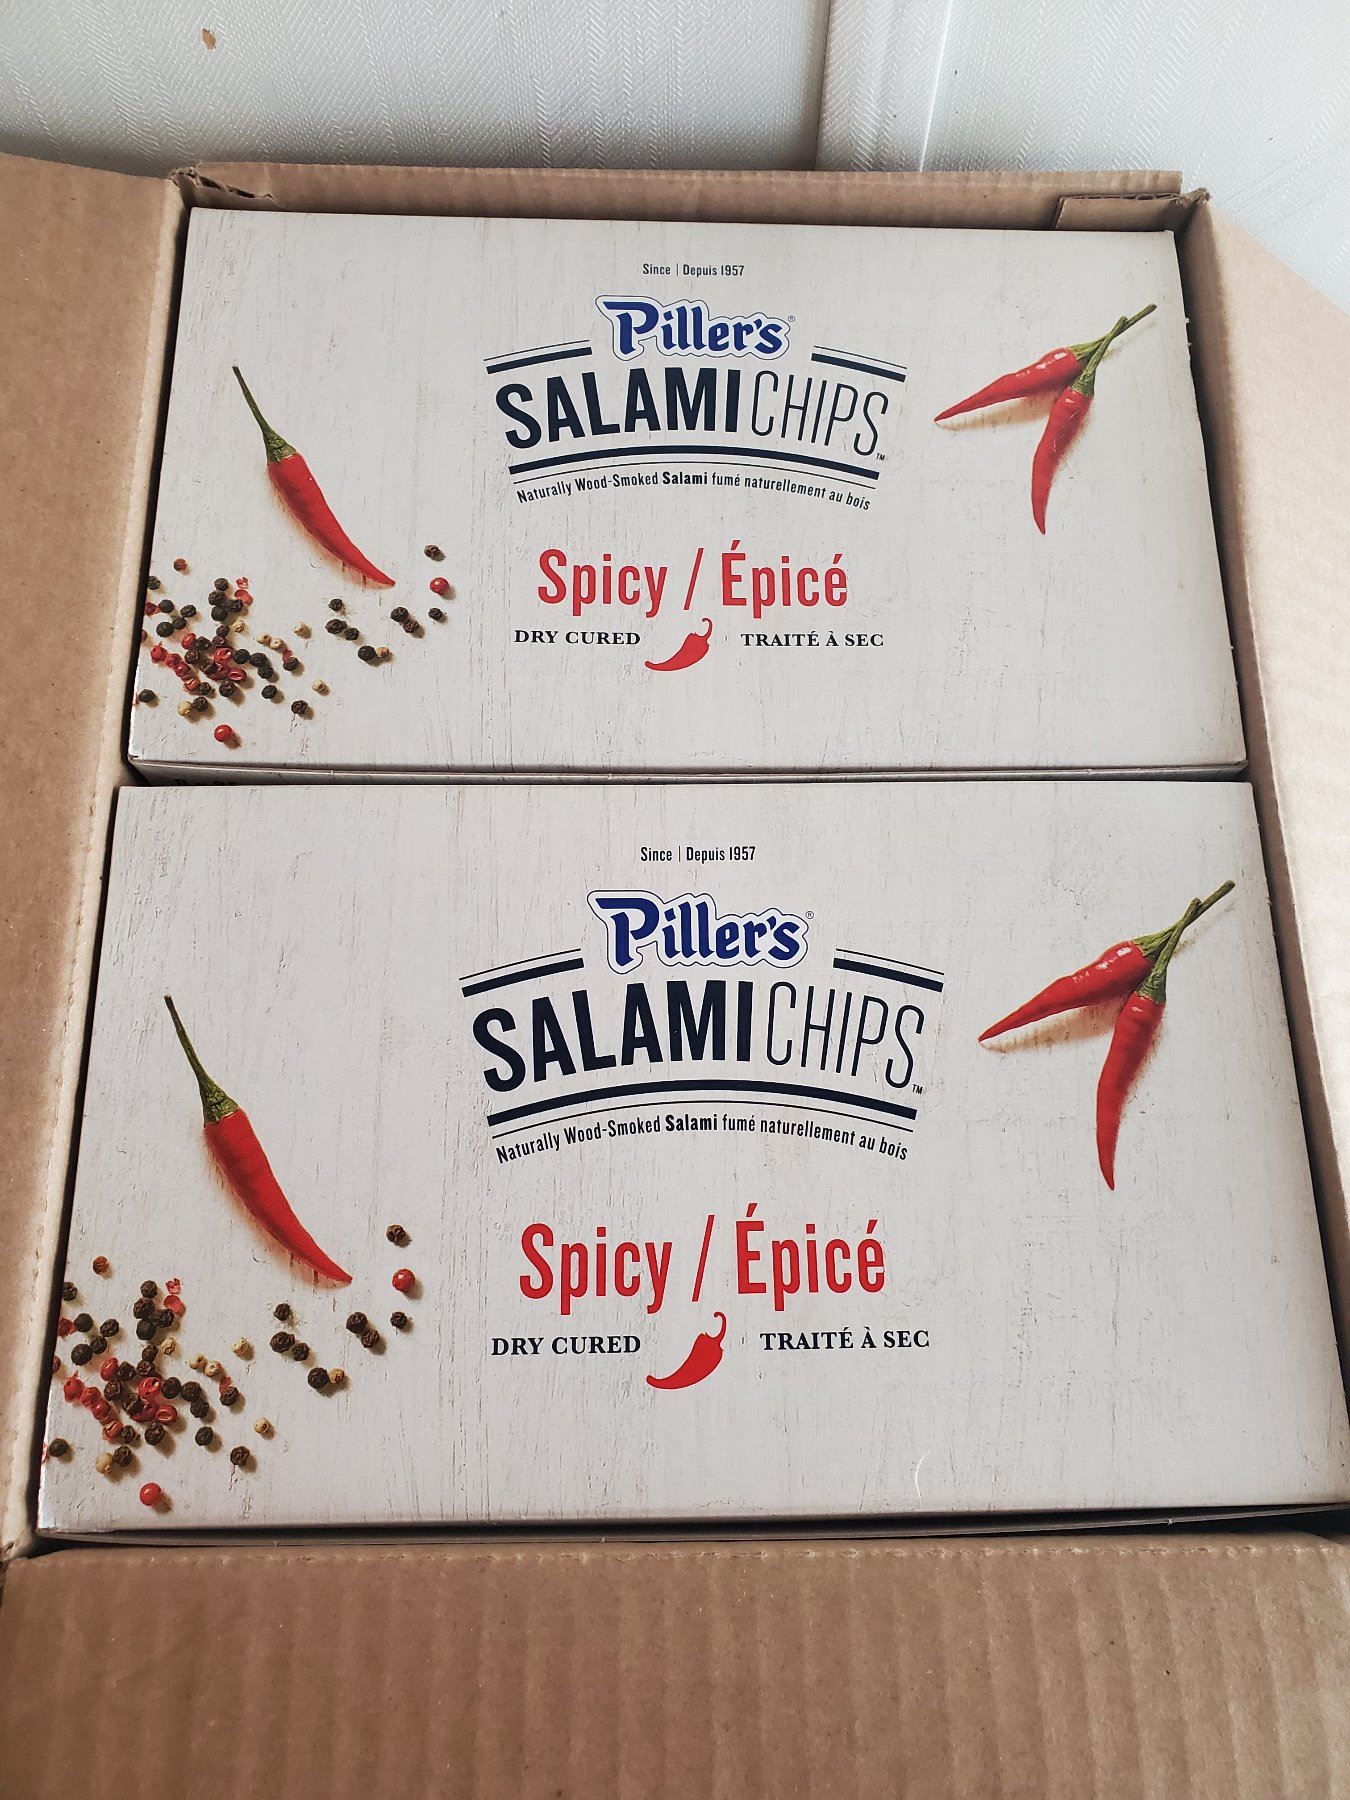 Since | Depuis 1957
Piller's®
SALAMI CHIPS™
Naturally Wood-Smoked Salami fumé naturellement au bois
Spicy / Épicé
DRY CURED TRAITÉ À SEC
Since | Depuis 1957
Piller's®
SALAMI CHIPS™
Naturally Wood-Smoked Salami fumé naturellement au bois
Spicy / Épicé
DRY CURED TRAITÉ À SEC